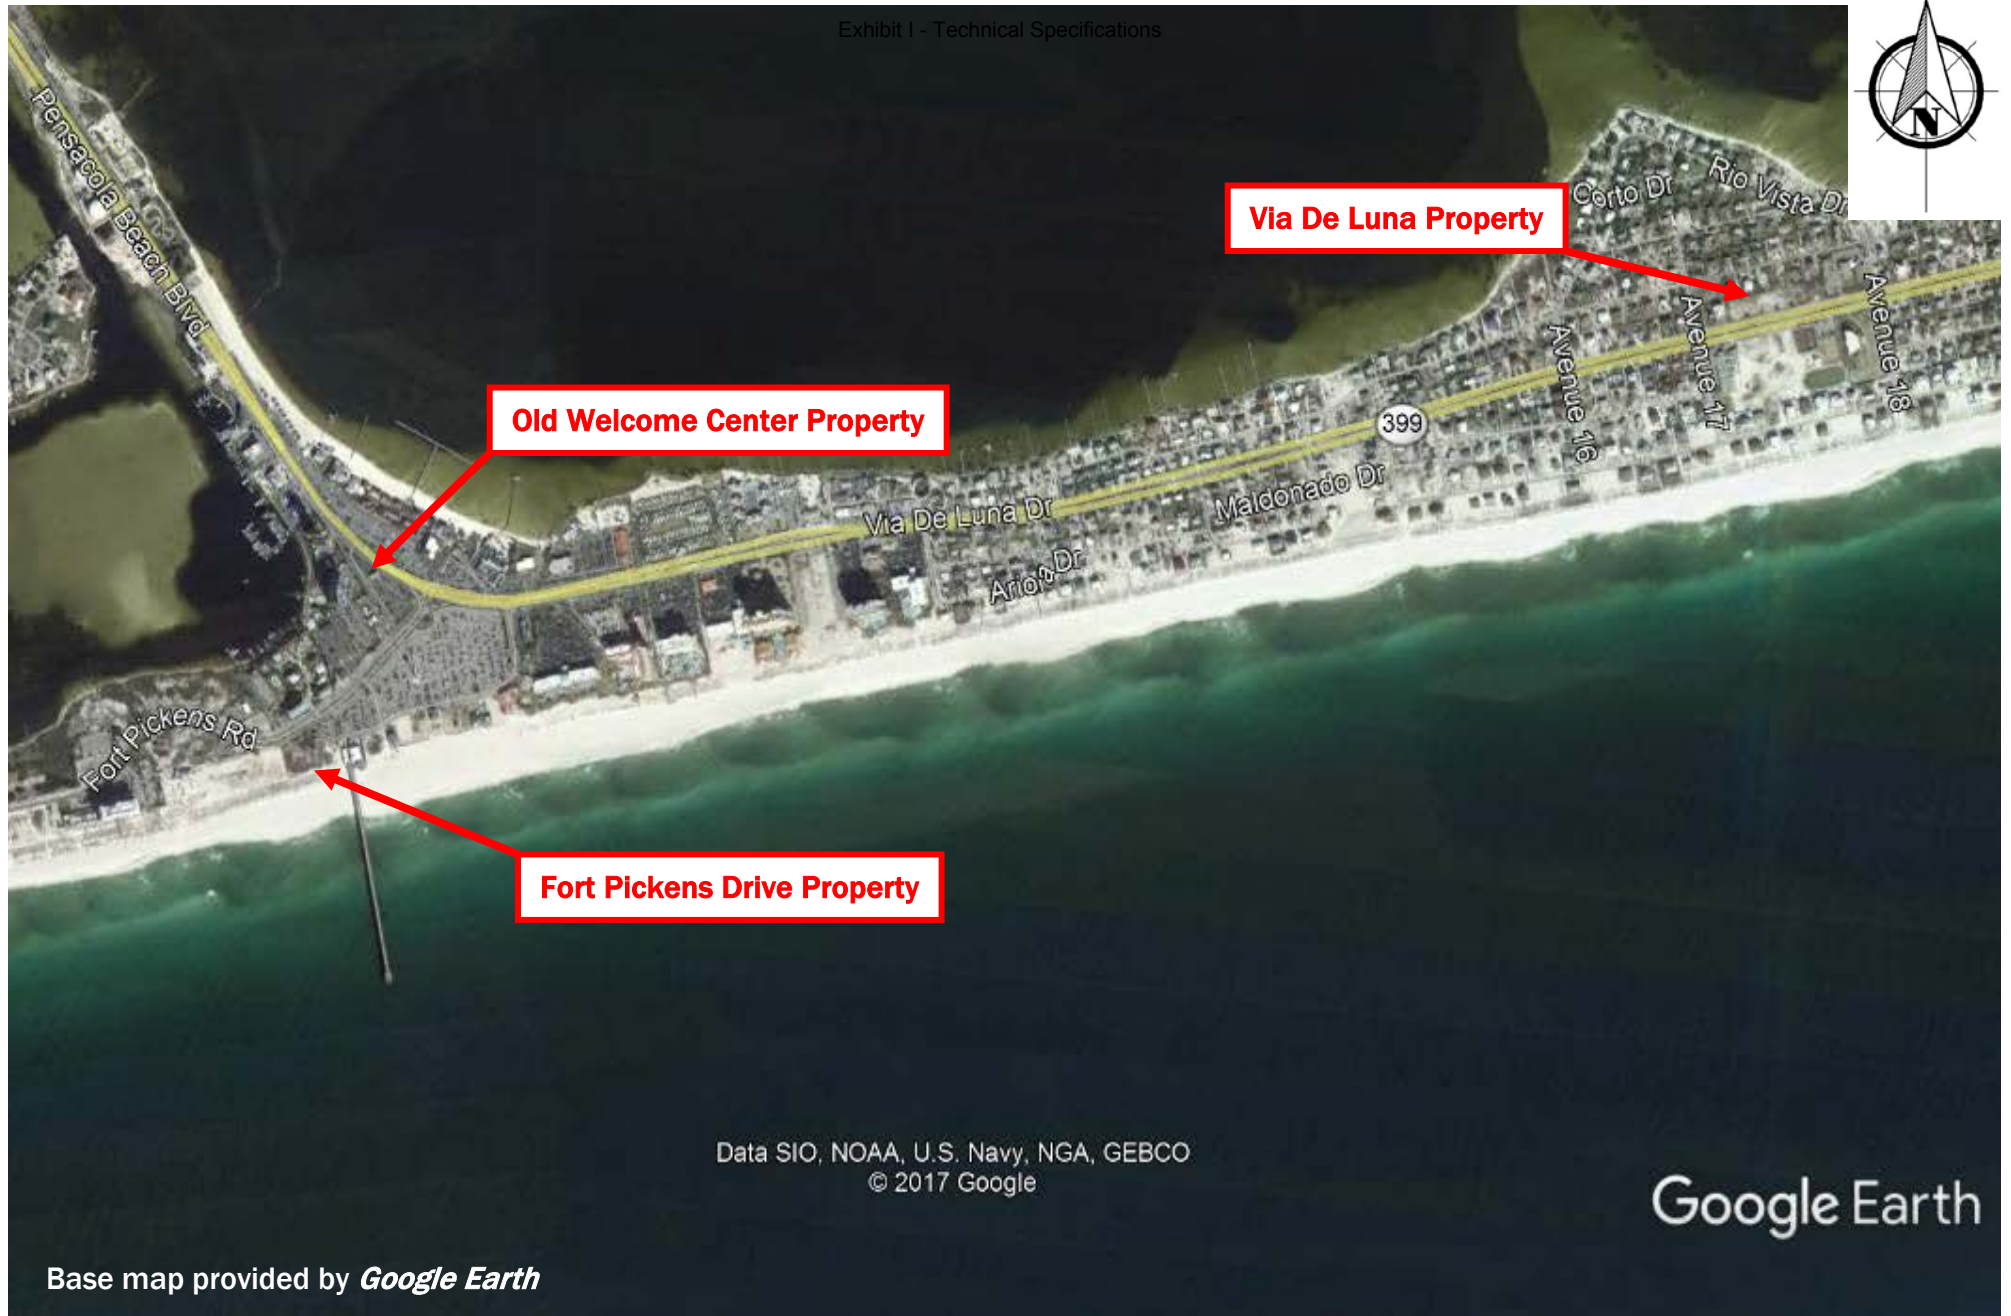 Exhibit I - Technical Specifications
N
Pensacola Beach Blvd
Corto Dr
Rio Vista Dr
Via De Luna Property
Avenue 18
Avenue 17
Avenue 16
Old Welcome Center Property
399
Maldonado Dr
Via De Luna Dr
Ariola Dr
Fort Pickens Rd
Fort Pickens Drive Property
Data SIO, NOAA, U.S. Navy, NGA, GEBCO
© 2017 Google
Google Earth
Base map provided by Google Earth